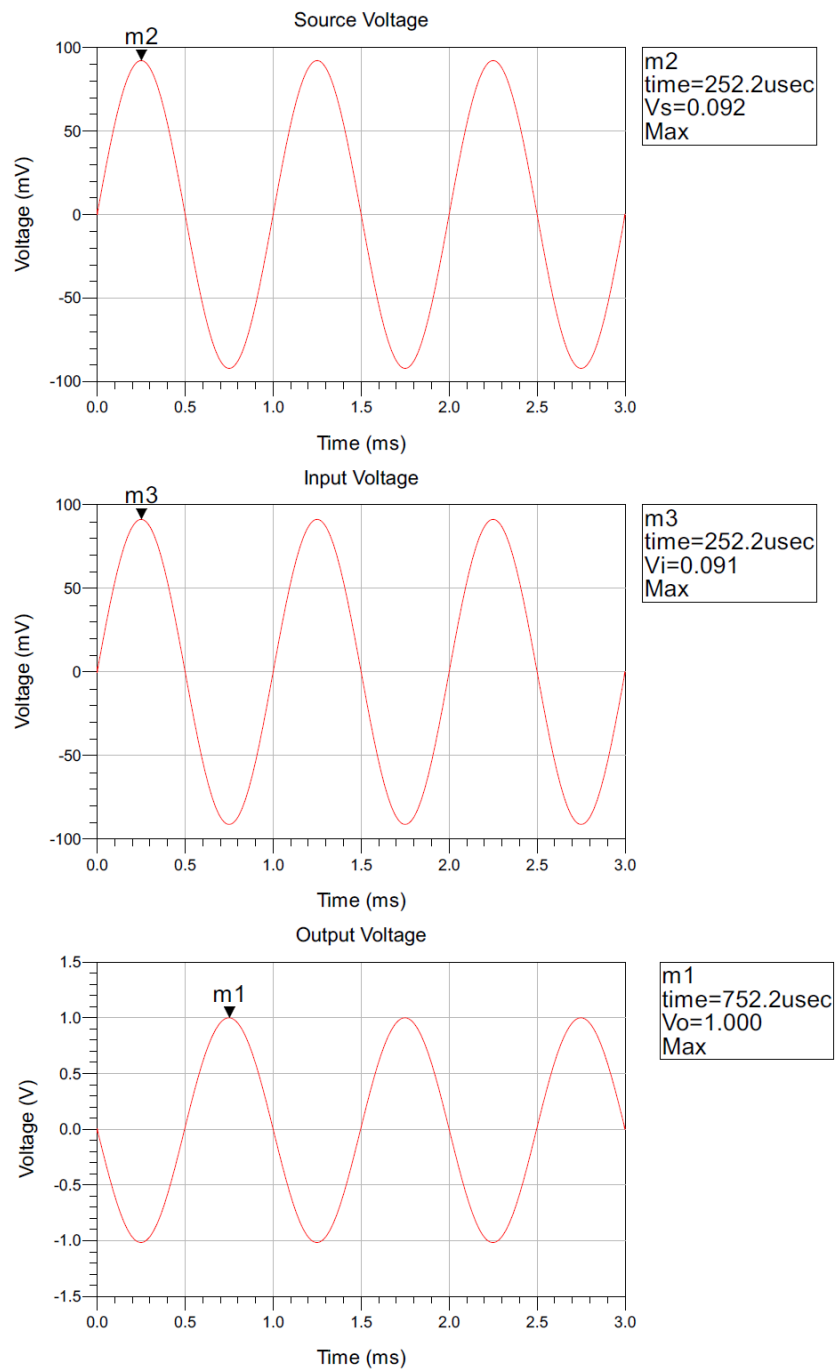 Source Voltage
m2
100
50
0
-50
-100
Voltage (mV)
0.0 0.5 1.0 1.5 2.0 2.5 3.0
Time (ms)
m2
time=252.2usec
Vs=0.092
Max
Input Voltage
m3
100
50
0
-50
-100
Voltage (mV)
0.0 0.5 1.0 1.5 2.0 2.5 3.0
Time (ms)
m3
time=252.2usec
Vi=0.091
Max
Output Voltage
m1
1.5
1.0
0.5
0.0
-0.5
-1.0
-1.5
Voltage (V)
0.0 0.5 1.0 1.5 2.0 2.5 3.0
Time (ms)
m1
time=752.2usec
Vo=1.000
Max